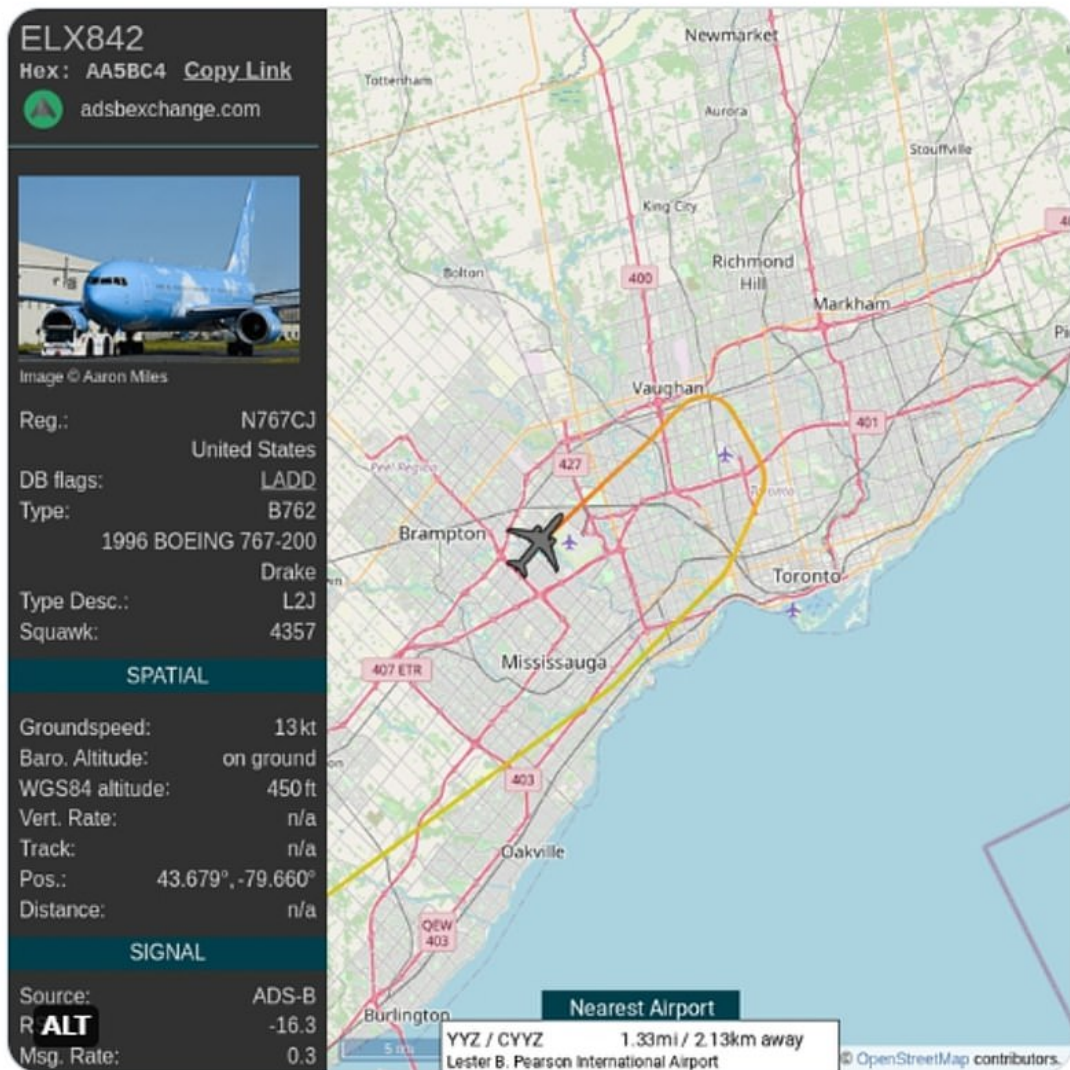 ELX842
Hex: AA5BC4 Copy Link
adsbexchange.com
Image © Aaron Miles
Reg.: N767CJ
United States
DB flags: LADD
Type: B762
1996 BOEING 767-200
Drake
Type Desc.: L2J
Squawk: 4357
SPATIAL
Groundspeed: 13 kt
Baro. Altitude: on ground
WGS84 altitude: 450 ft
Vert. Rate: n/a
Track: n/a
Pos.: 43.679°, -79.660°
Distance: n/a
SIGNAL
Source: ADS-B
-16.3
ALT
Msg. Rate: 0.3
Newmarket
Tottenham
Aurora
Stouffville
King City
Bolton
400
Richmond
Hill
Markham
Vaughan
401
427
Peel Region
Toronto
Brampton
Toronto
Mississauga
407 ETR
403
Oakville
QEW
403
Burlington
Nearest Airport
YYZ / CYYZ 1.33mi / 2.13km away
Lester B. Pearson International Airport
© OpenStreetMap contributors.